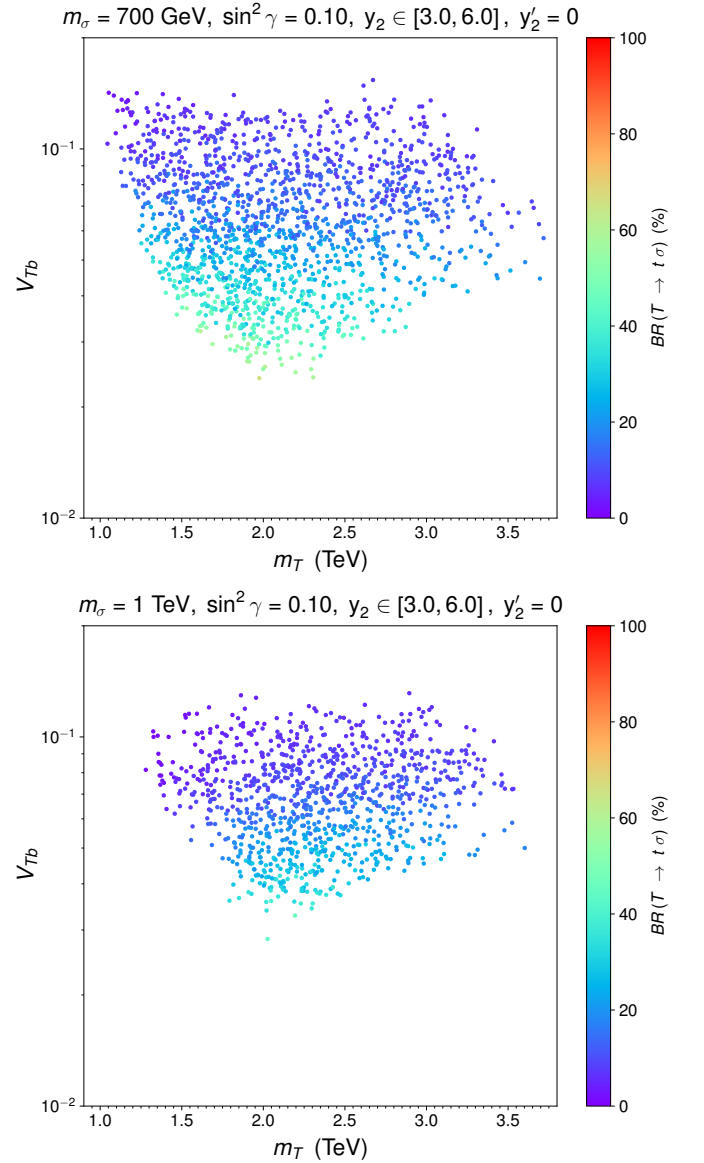 m_σ = 700 GeV, sin² γ = 0.10, y₂ ∈ [3.0, 6.0], y′₂ = 0
100
80
60
40
20
0
BR(T → t σ) (%)
10⁻¹
10⁻²
V_{Tb}
1.0 1.5 2.0 2.5 3.0 3.5
m_T (TeV)
m_σ = 1 TeV, sin² γ = 0.10, y₂ ∈ [3.0, 6.0], y′₂ = 0
100
80
60
40
20
0
BR(T → t σ) (%)
10⁻¹
10⁻²
V_{Tb}
1.0 1.5 2.0 2.5 3.0 3.5
m_T (TeV)